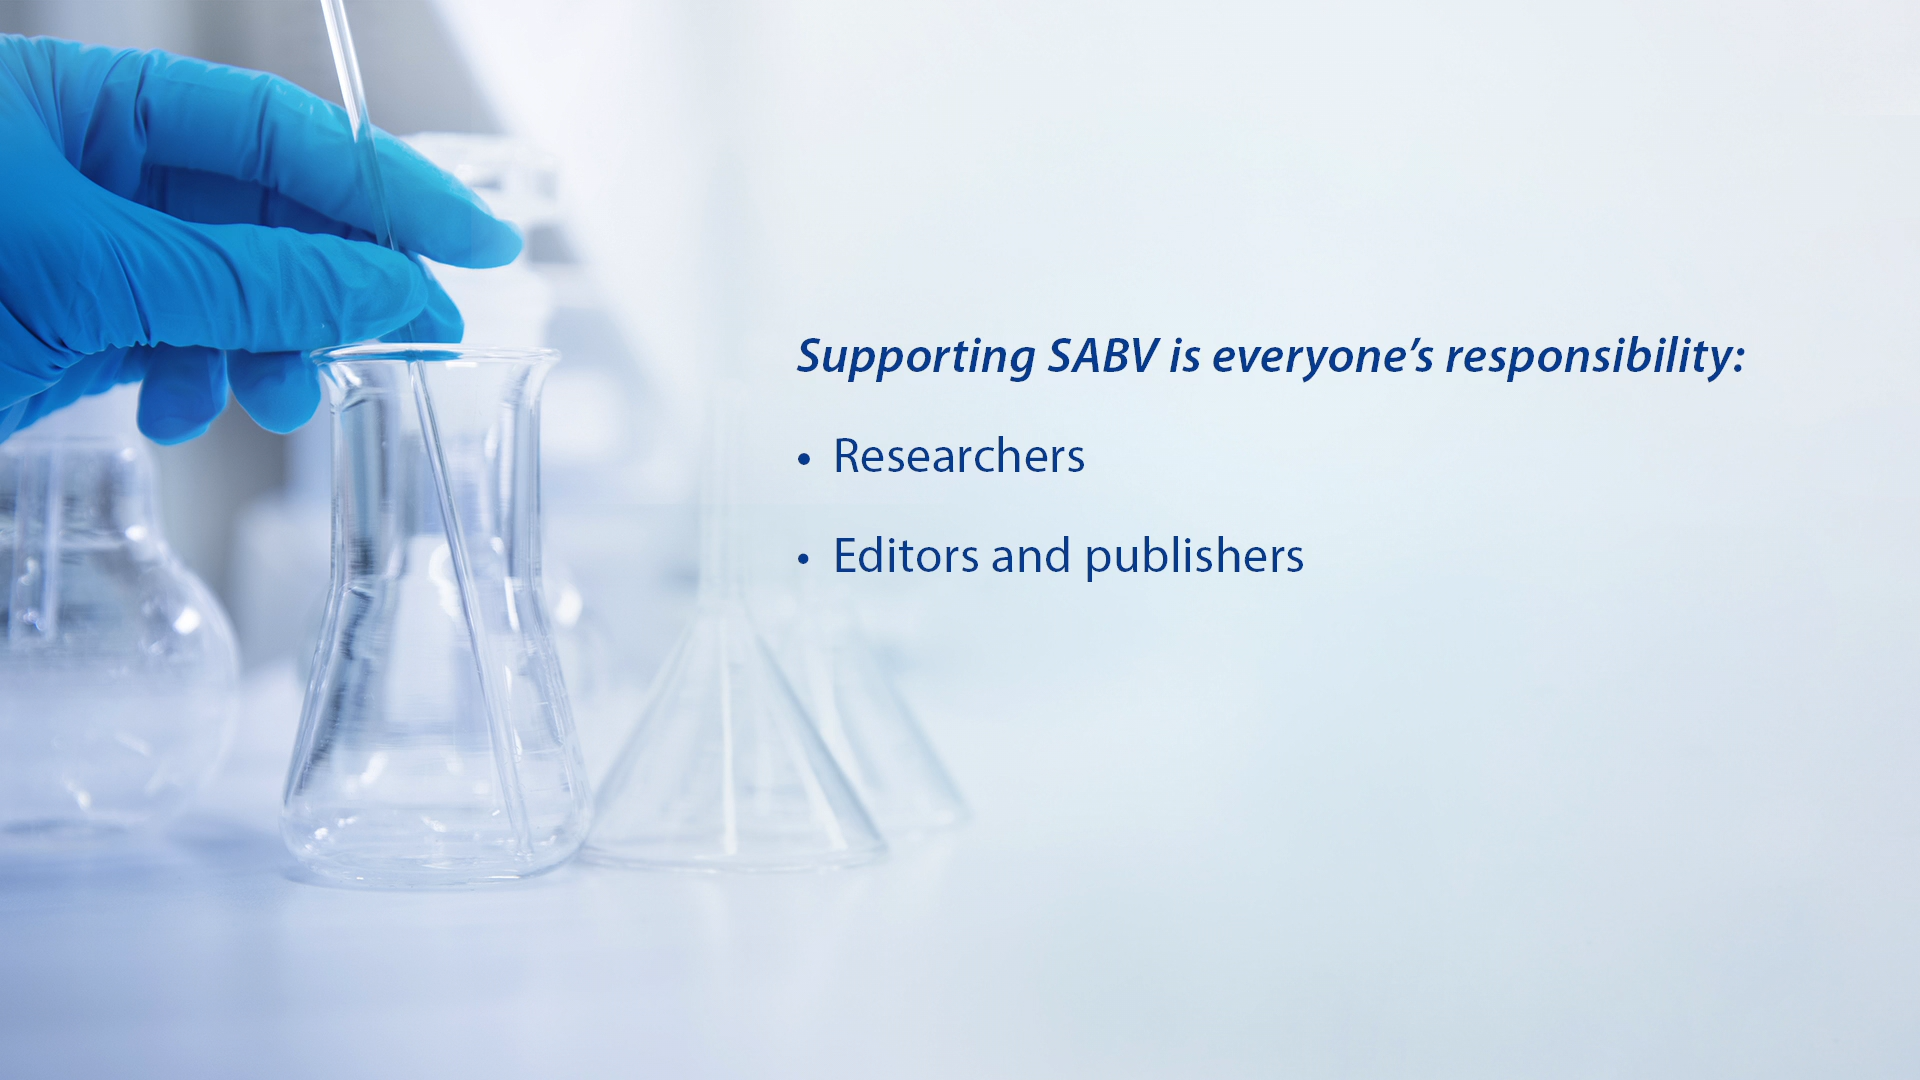 Supporting SABV is everyone’s responsibility:
• Researchers
• Editors and publishers